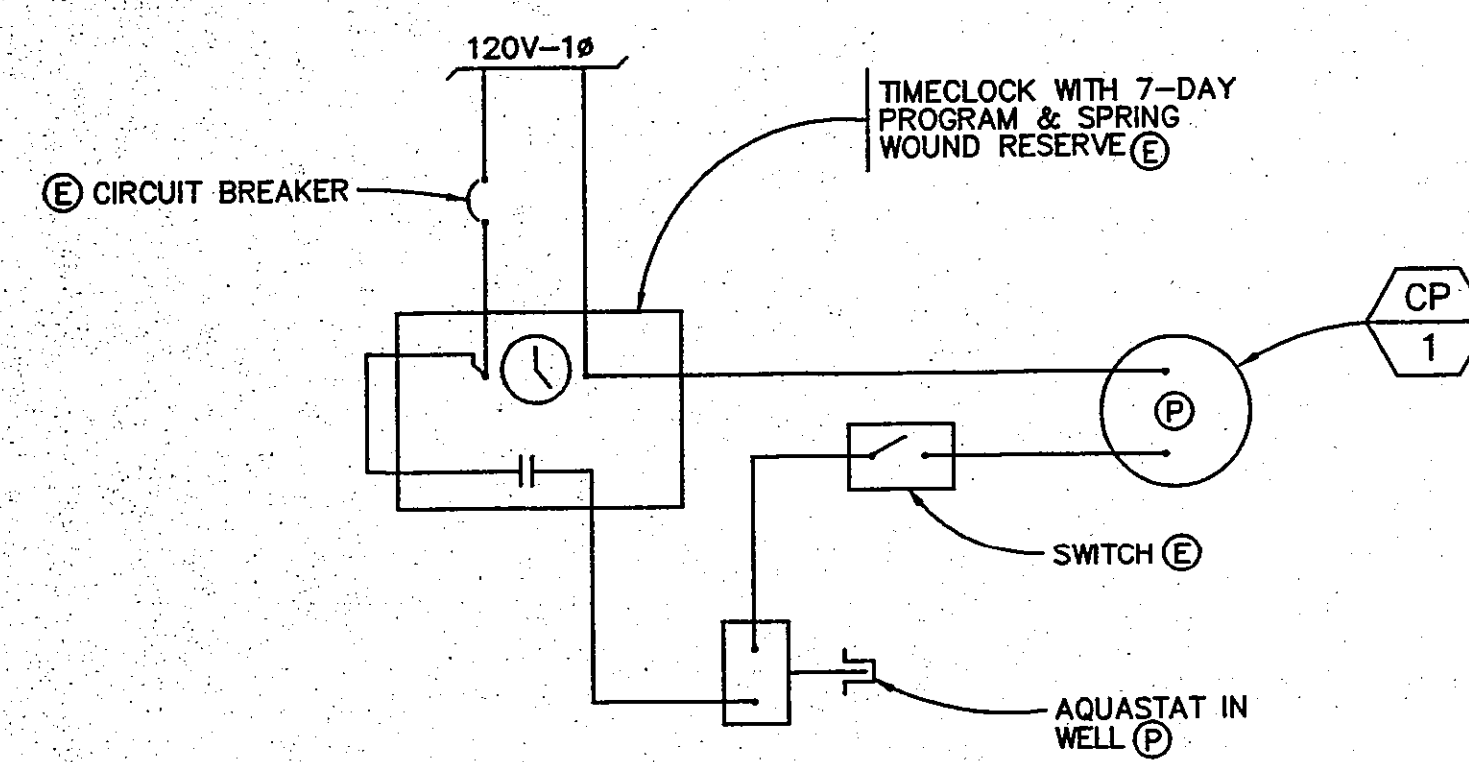 120V-1ø
TIMECLOCK WITH 7-DAY
PROGRAM & SPRING
WOUND RESERVE Ⓔ
Ⓔ CIRCUIT BREAKER
CP
1
Ⓟ
SWITCH Ⓔ
AQUASTAT IN
WELL Ⓟ